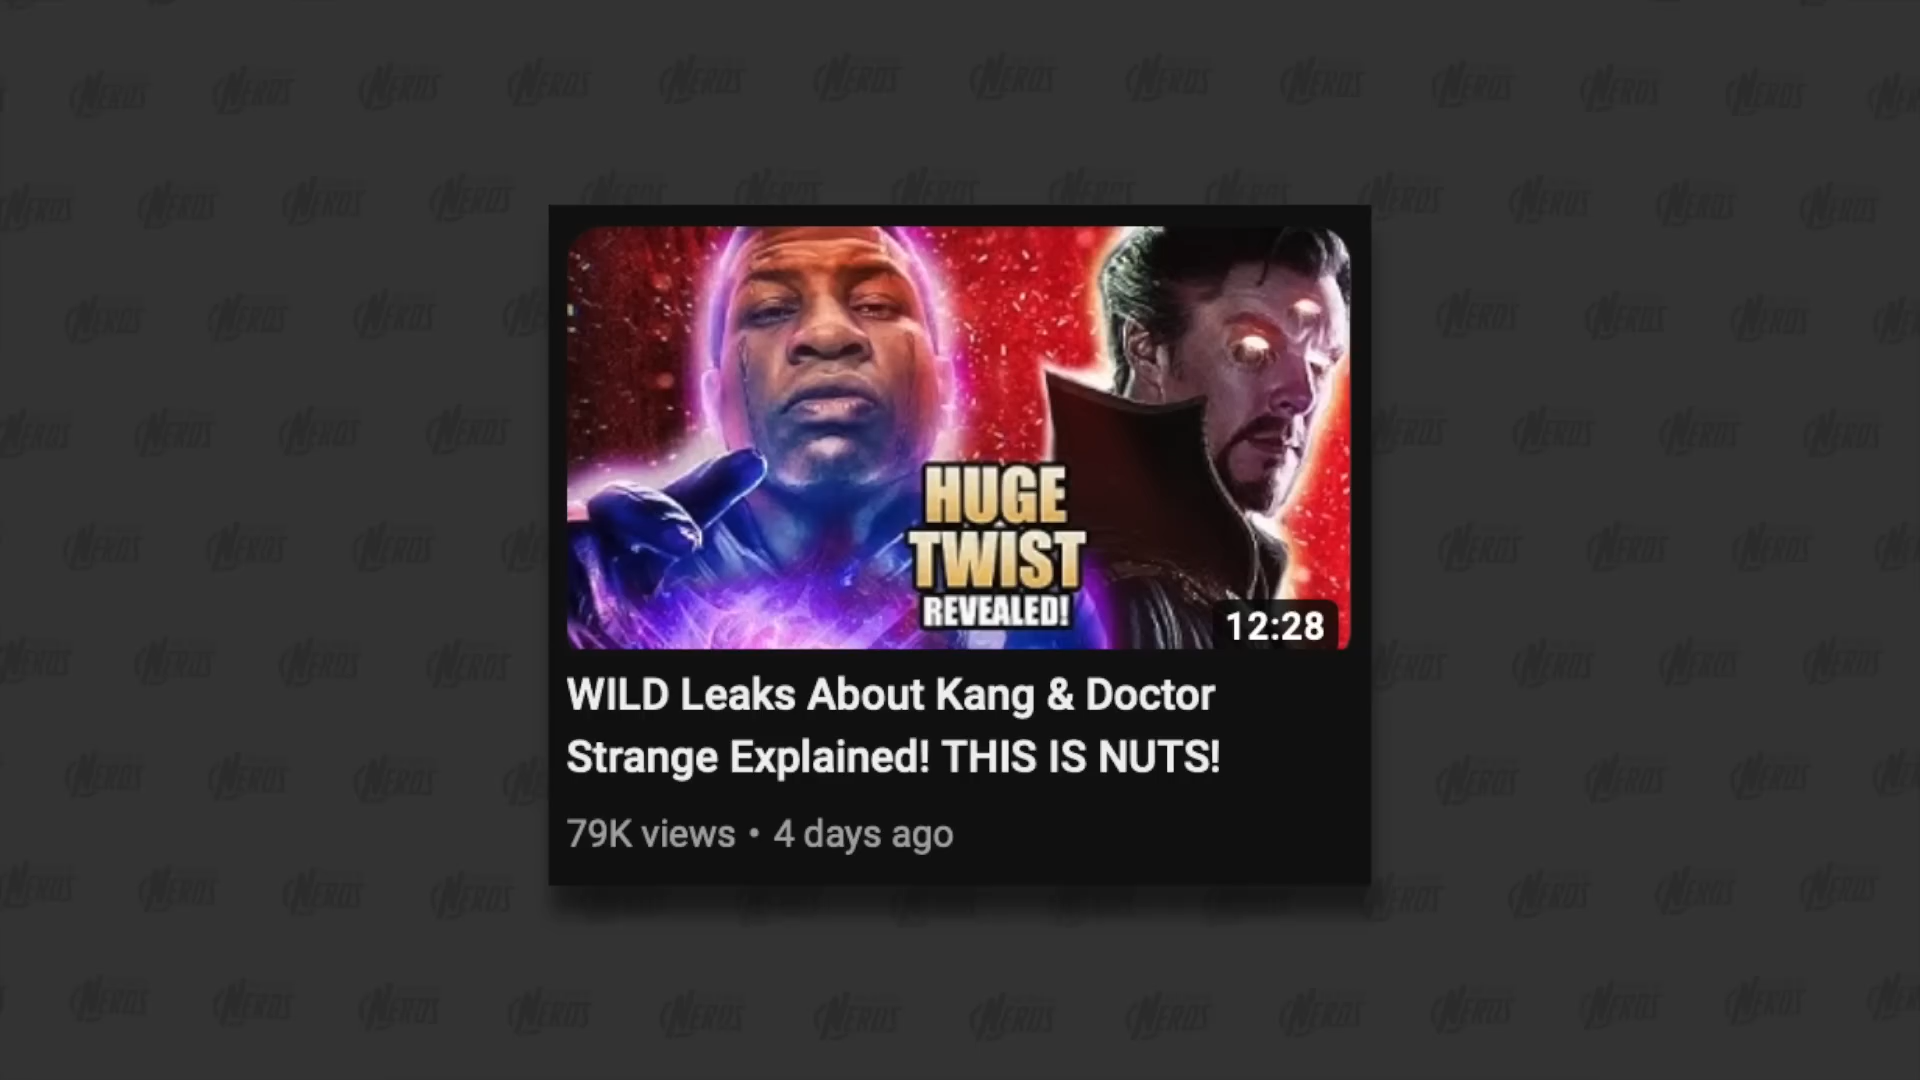 HUGE
TWIST
REVEALED!
12:28
WILD Leaks About Kang & Doctor
Strange Explained! THIS IS NUTS!
79K views • 4 days ago